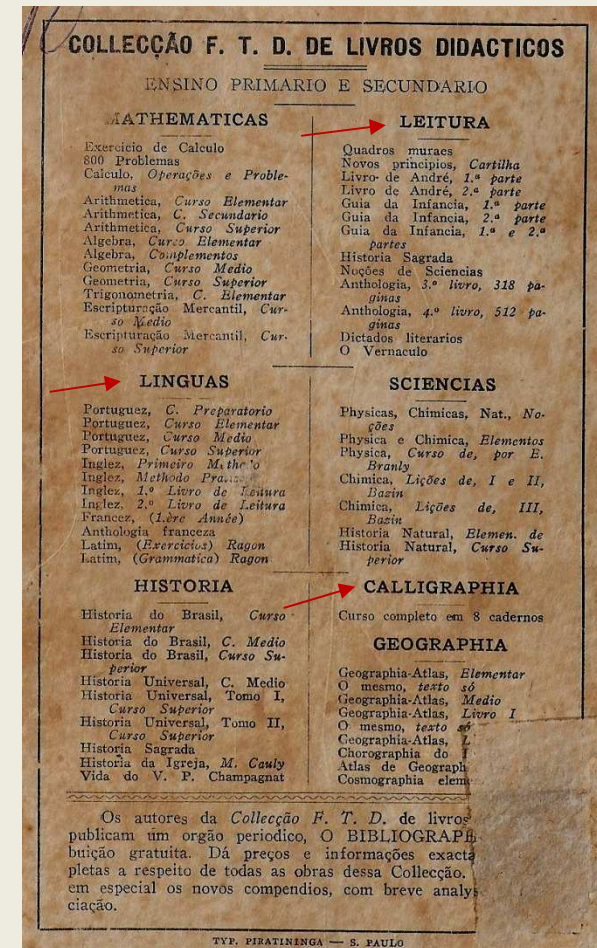 COLLECÇÃO F. T. D. DE LIVROS DIDACTICOS
ENSINO PRIMARIO E SECUNDARIO
MATHEMATICAS
Exercicio de Calculo
800 Problemas
Calculo, Operações e Proble-
mas
Arithmetica, Curso Elementar
Arithmetica, C. Secundario
Arithmetica, Curso Superior
Algebra, Curso Elementar
Algebra, Complementos
Geometria, Curso Medio
Geometria, Curso Superior
Trigonometria, C. Elementar
Escripturação Mercantil, Cur-
so Medio
Escripturação Mercantil, Cur-
so Superior
LEITURA
Quadros muraes
Novos principios, Cartilha
Livro de André, 1.ª parte
Livro de André, 2.ª parte
Guia da Infancia, 1.ª parte
Guia da Infancia, 2.ª parte
Guia da Infancia, 1.ª e 2.ª
partes
Historia Sagrada
Noções de Sciencias
Anthologia, 3.º livro, 318 pa-
ginas
Anthologia, 4.º livro, 512 pa-
ginas
Dictados literarios
O Vernaculo
LINGUAS
Portuguez, C. Preparatorio
Portuguez, Curso Elementar
Portuguez, Curso Medio
Portuguez, Curso Superior
Inglez, Primeiro Methodo
Inglez, Methodo
Inglez, 1.º Livro de Leitura
Inglez, 2.º Livro de Leitura
Francez, (1.ère Année)
Anthologia franceza
Latim, (Exercicios) Ragon
Latim, (Grammatica) Ragon
SCIENCIAS
Physicas, Chimicas, Nat., No-
ções
Physica e Chimica, Elementos
Physica, Curso de, por E.
Branly
Chimica, Lições de, I e II,
Bazin
Chimica, Lições de, III,
Bazin
Historia Natural, Elemen. de
Historia Natural, Curso Su-
perior
HISTORIA
Historia do Brasil, Curso
Elementar
Historia do Brasil, C. Medio
Historia do Brasil, Curso Su-
perior
Historia Universal, C. Medio
Historia Universal, Tomo I,
Curso Superior
Historia Universal, Tomo II,
Curso Superior
Historia Sagrada
Historia da Igreja, M. Cauly
Vida do V. P. Champagnat
CALLIGRAPHIA
Curso completo em 8 cadernos
GEOGRAPHIA
Geographia-Atlas, Elementar
O mesmo, texto só
Geographia-Atlas, Medio
Geographia-Atlas, Livro I
O mesmo, texto só
Geographia-Atlas, L
Chorographia do
Atlas de Geograph
Cosmographia elem
Os autores da Collecção F. T. D. de livros
publicam um orgão periodico, O BIBLIOGRAPH
buição gratuita. Dá preços e informações exacta
pletas a respeito de todas as obras dessa Collecção.
em especial os novos compendios, com breve analys
ciação.
TYP. PIRATININGA — S. PAULO